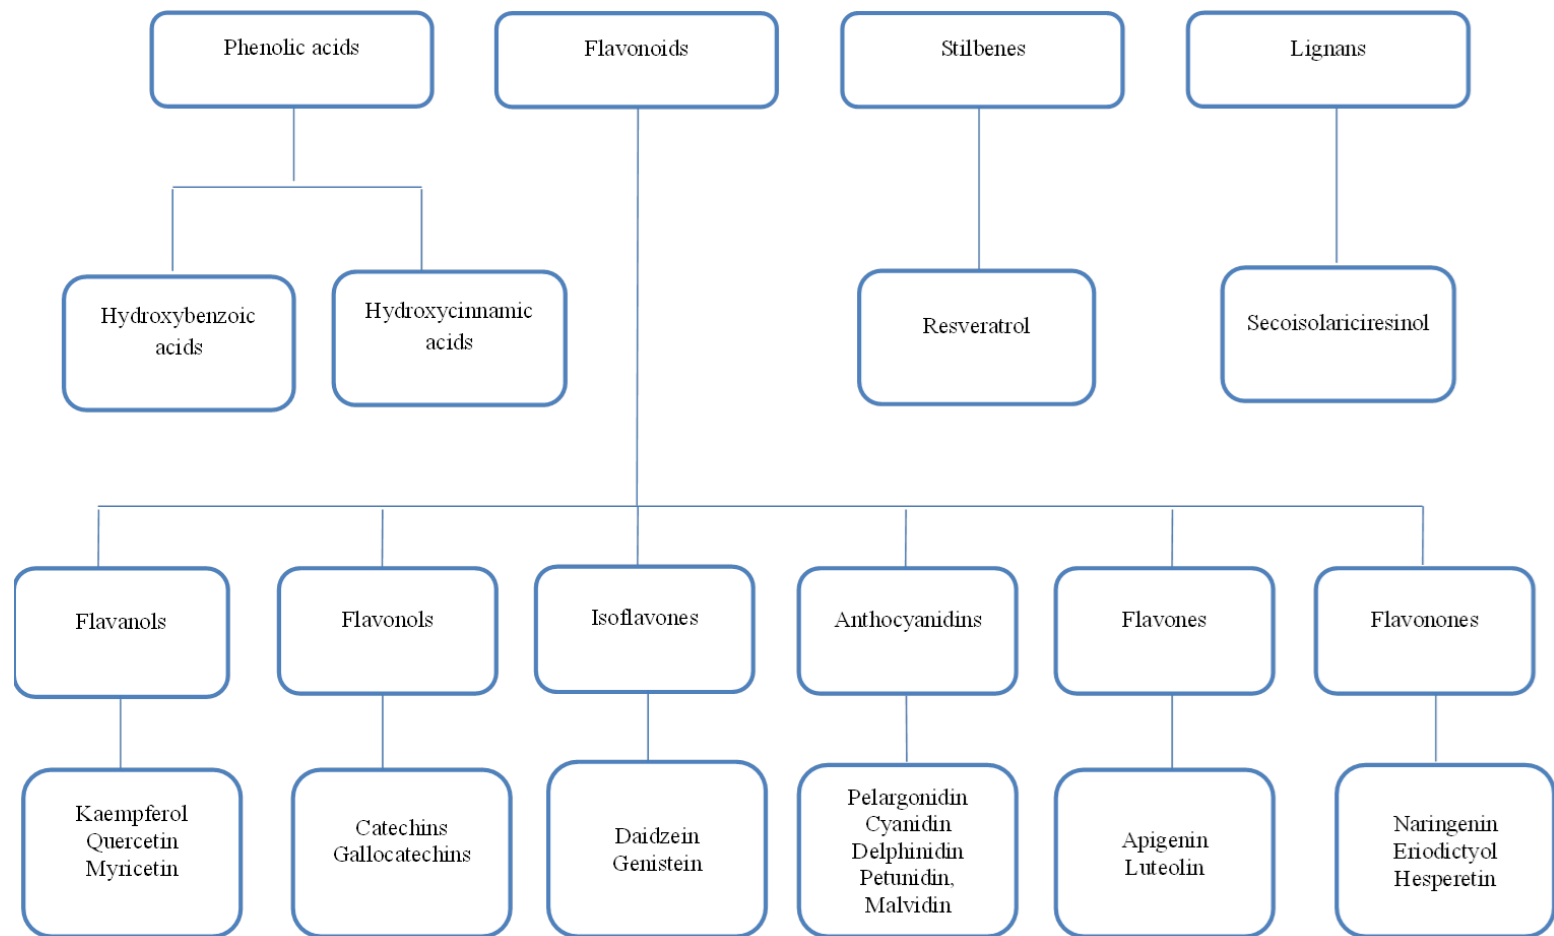 Phenolic acids
Flavonoids
Stilbenes
Lignans
Hydroxybenzoic
acids
Hydroxycinnamic
acids
Resveratrol
Secoisolariciresinol
Flavanols
Flavonols
Isoflavones
Anthocyanidins
Flavones
Flavonones
Kaempferol
Quercetin
Myricetin
Catechins
Gallocatechins
Daidzein
Genistein
Pelargonidin
Cyanidin
Delphinidin
Petunidin,
Malvidin
Apigenin
Luteolin
Naringenin
Eriodictyol
Hesperetin